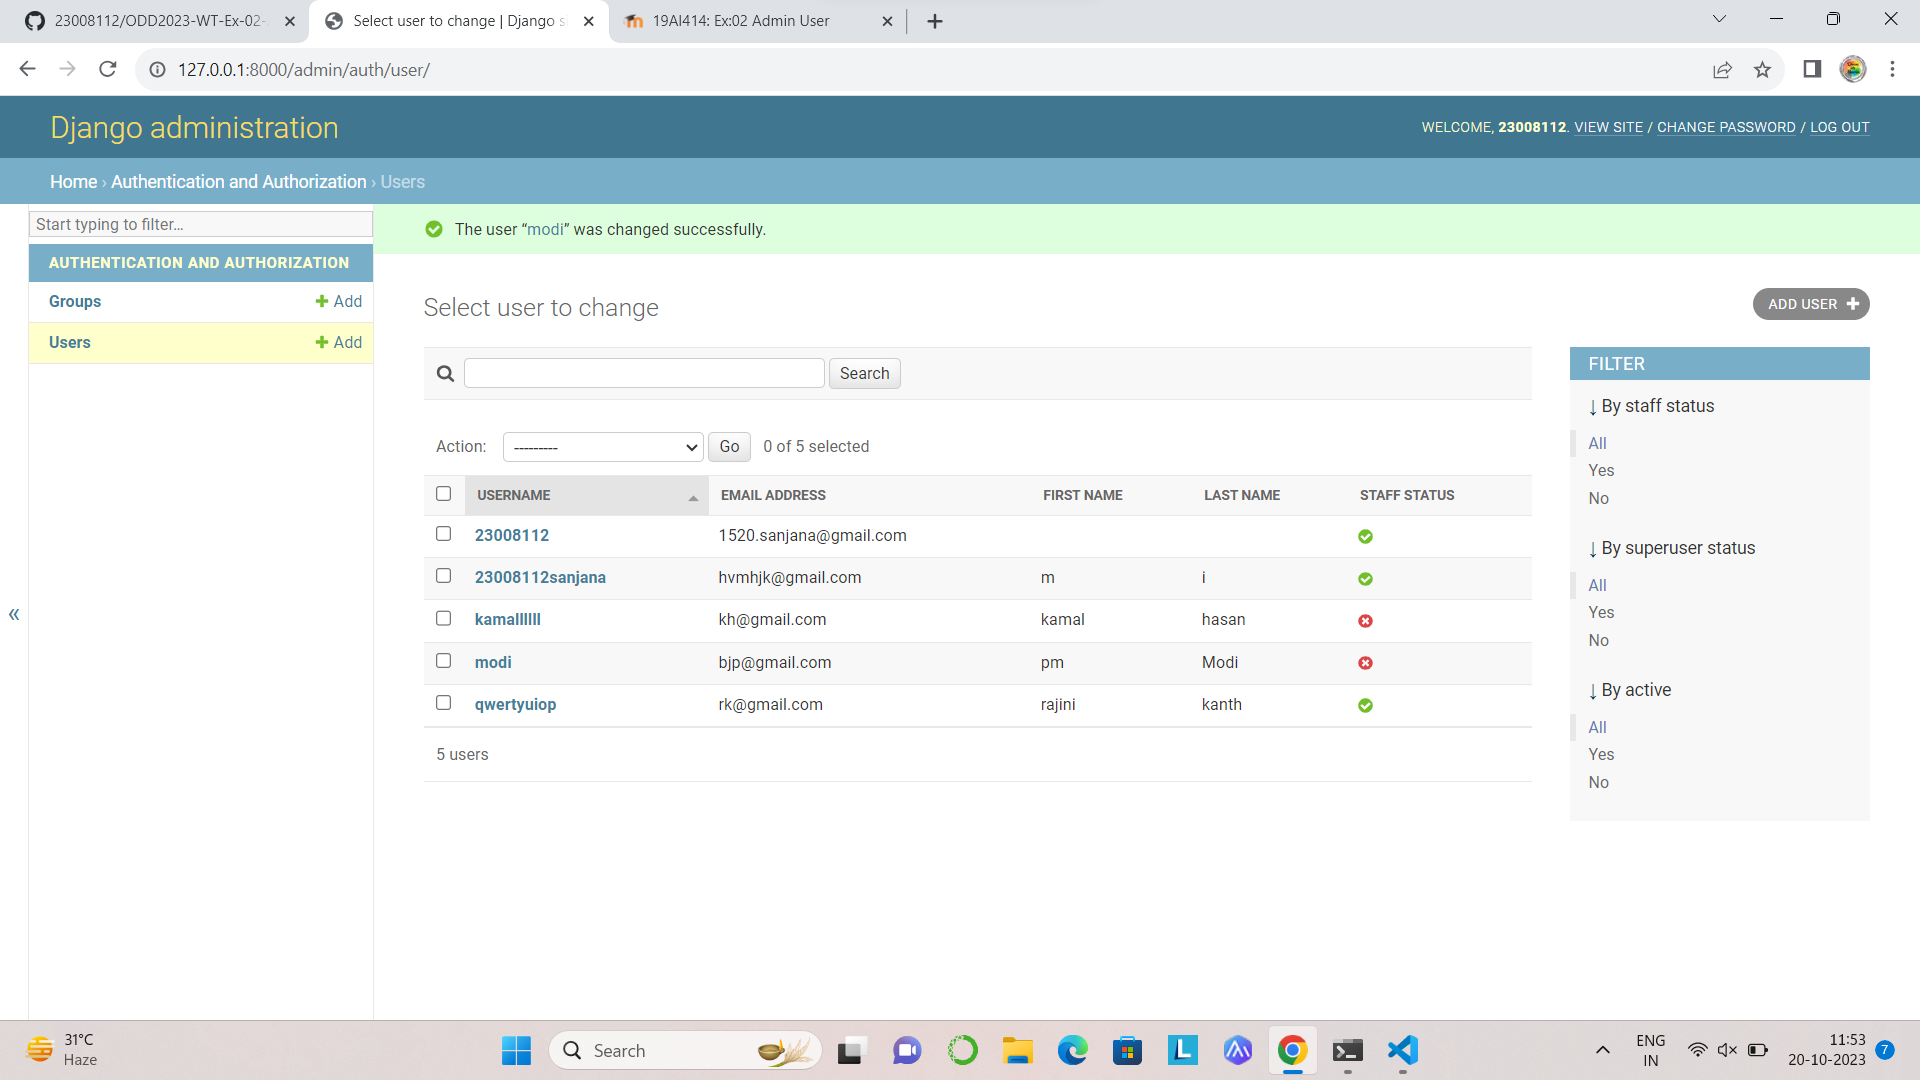 23008112/ODD2023-WT-Ex-02-
Select user to change | Django s
19AI414: Ex:02 Admin User
127.0.0.1:8000/admin/auth/user/
Django administration
WELCOME, 23008112. VIEW SITE / CHANGE PASSWORD / LOG OUT
Home › Authentication and Authorization › Users
Start typing to filter...
AUTHENTICATION AND AUTHORIZATION
Groups + Add
Users + Add
«
The user “modi” was changed successfully.
Select user to change
ADD USER +
Search
Action: --------- Go 0 of 5 selected
USERNAME EMAIL ADDRESS FIRST NAME LAST NAME STAFF STATUS
23008112 1520.sanjana@gmail.com
23008112sanjana hvmhjk@gmail.com m i
kamallllll kh@gmail.com kamal hasan
modi bjp@gmail.com pm Modi
qwertyuiop rk@gmail.com rajini kanth
5 users
FILTER
↓ By staff status
All
Yes
No
↓ By superuser status
All
Yes
No
↓ By active
All
Yes
No
31°C
Haze
Search
L
ENG
IN
11:53
20-10-2023
7